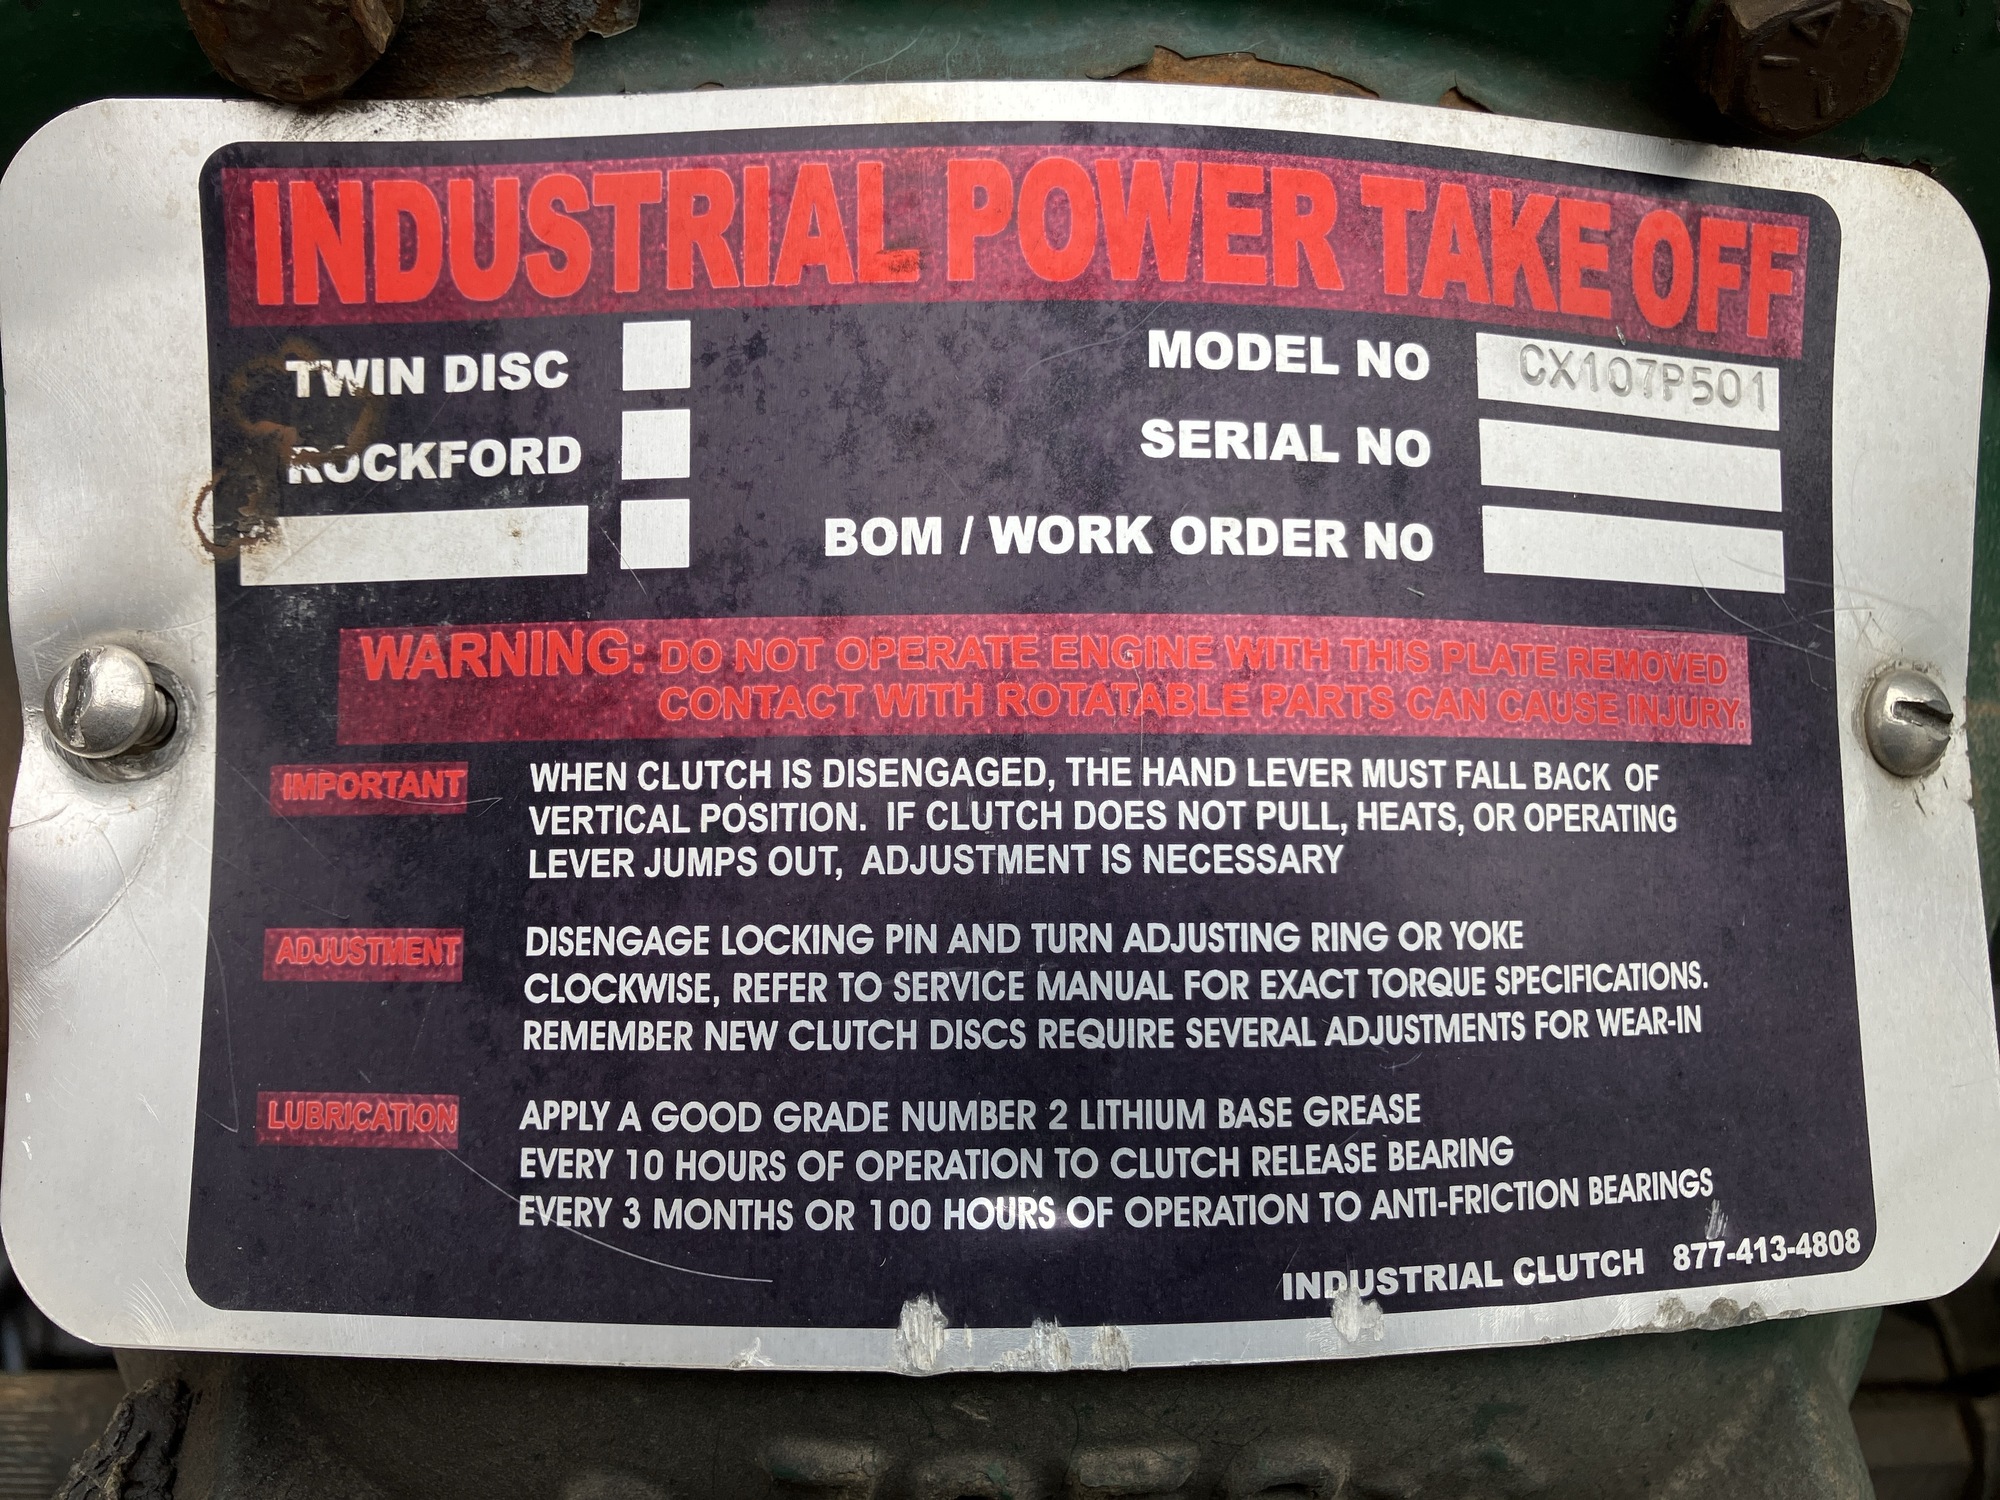 INDUSTRIAL POWER TAKE OFF
TWIN DISC
MODEL NO CX107P501
ROCKFORD
SERIAL NO
BOM / WORK ORDER NO
WARNING: DO NOT OPERATE ENGINE WITH THIS PLATE REMOVED
CONTACT WITH ROTATABLE PARTS CAN CAUSE INJURY.
IMPORTANT WHEN CLUTCH IS DISENGAGED, THE HAND LEVER MUST FALL BACK OF
VERTICAL POSITION. IF CLUTCH DOES NOT PULL, HEATS, OR OPERATING
LEVER JUMPS OUT, ADJUSTMENT IS NECESSARY
ADJUSTMENT DISENGAGE LOCKING PIN AND TURN ADJUSTING RING OR YOKE
CLOCKWISE, REFER TO SERVICE MANUAL FOR EXACT TORQUE SPECIFICATIONS.
REMEMBER NEW CLUTCH DISCS REQUIRE SEVERAL ADJUSTMENTS FOR WEAR-IN
LUBRICATION APPLY A GOOD GRADE NUMBER 2 LITHIUM BASE GREASE
EVERY 10 HOURS OF OPERATION TO CLUTCH RELEASE BEARING
EVERY 3 MONTHS OR 100 HOURS OF OPERATION TO ANTI-FRICTION BEARINGS
INDUSTRIAL CLUTCH 877-413-4808